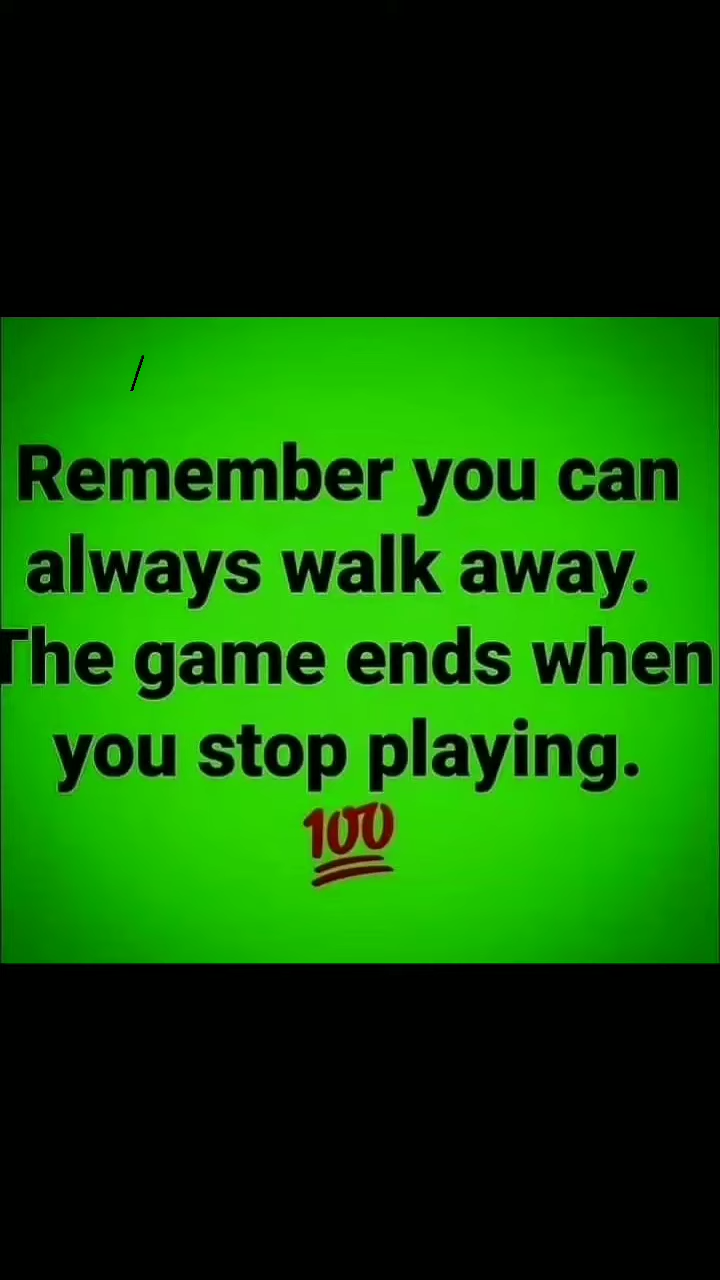 /
Remember you can
always walk away.
The game ends when
you stop playing.
💯